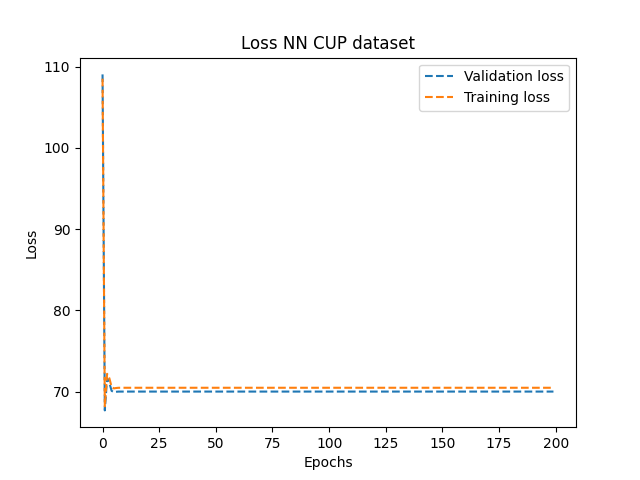 Loss NN CUP dataset
Validation loss
Training loss
110
100
90
80
70
Loss
0 25 50 75 100 125 150 175 200
Epochs